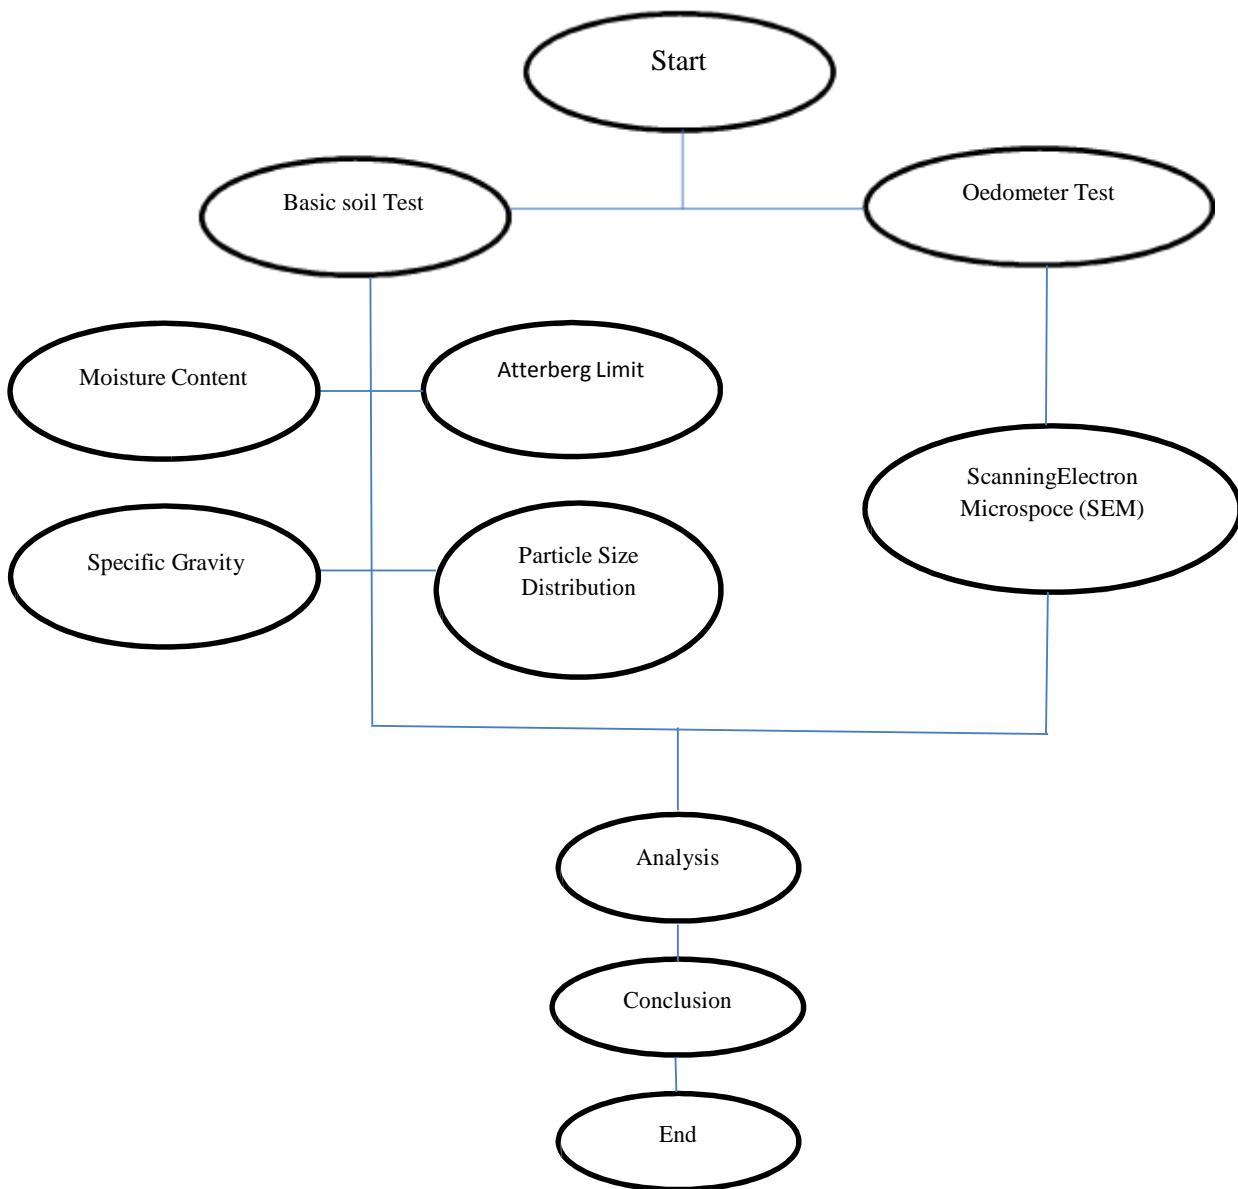 Start
Basic soil Test
Oedometer Test
Moisture Content
Atterberg Limit
ScanningElectron
Microspoce (SEM)
Specific Gravity
Particle Size
Distribution
Analysis
Conclusion
End